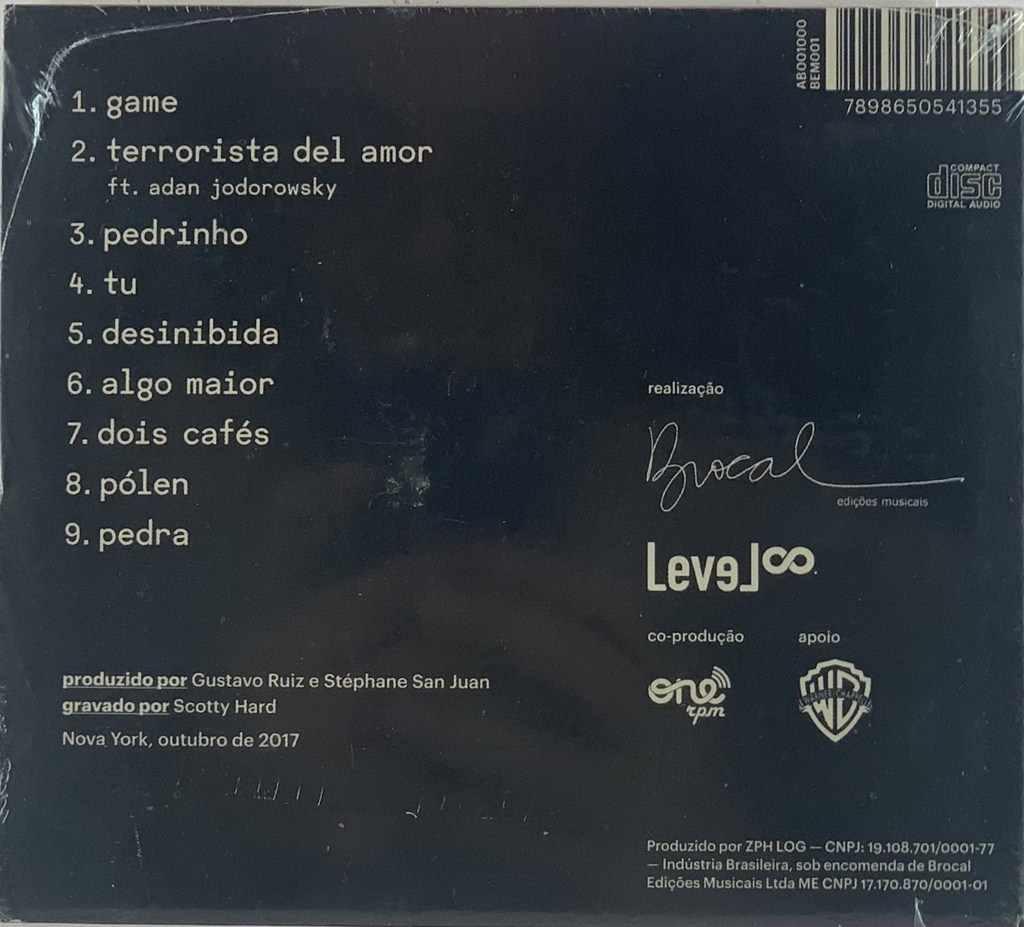 AB001000
BEM001
7898650541355
COMPACT
disc
DIGITAL AUDIO
1. game
2. terrorista del amor
ft. adan jodorowsky
3. pedrinho
4. tu
5. desinibida
6. algo maior
7. dois cafés
8. pólen
9. pedra
produzido por Gustavo Ruiz e Stéphane San Juan
gravado por Scotty Hard
Nova York, outubro de 2017
realização
Brocal
edições musicais
Level∞
co-produção
one
rpm
apoio
WB
WARNER CHAPPELL
Produzido por ZPH LOG — CNPJ: 19.108.701/0001-77
— Indústria Brasileira, sob encomenda de Brocal
Edições Musicais Ltda ME CNPJ 17.170.870/0001-01